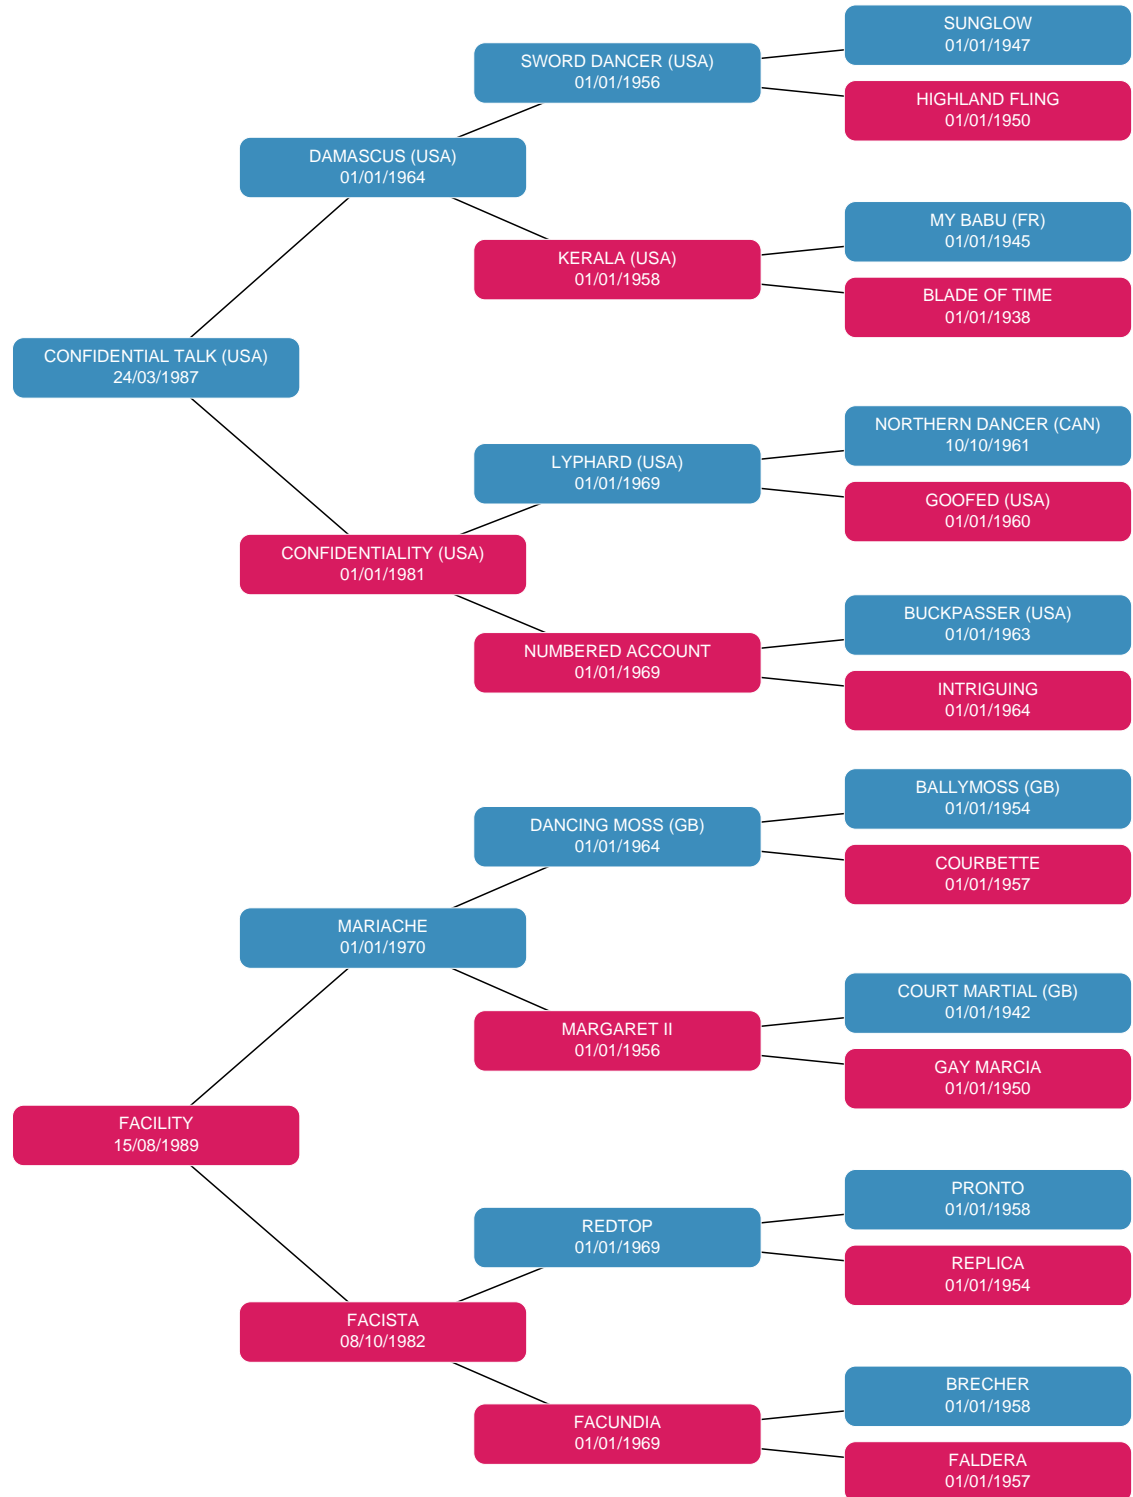 SUNGLOW
01/01/1947
SWORD DANCER (USA)
01/01/1956
HIGHLAND FLING
01/01/1950
DAMASCUS (USA)
01/01/1964
MY BABU (FR)
01/01/1945
KERALA (USA)
01/01/1958
BLADE OF TIME
01/01/1938
CONFIDENTIAL TALK (USA)
24/03/1987
NORTHERN DANCER (CAN)
10/10/1961
LYPHARD (USA)
01/01/1969
GOOFED (USA)
01/01/1960
CONFIDENTIALITY (USA)
01/01/1981
BUCKPASSER (USA)
01/01/1963
NUMBERED ACCOUNT
01/01/1969
INTRIGUING
01/01/1964
BALLYMOSS (GB)
01/01/1954
DANCING MOSS (GB)
01/01/1964
COURBETTE
01/01/1957
MARIACHE
01/01/1970
COURT MARTIAL (GB)
01/01/1942
MARGARET II
01/01/1956
GAY MARCIA
01/01/1950
FACILITY
15/08/1989
PRONTO
01/01/1958
REDTOP
01/01/1969
REPLICA
01/01/1954
FACISTA
08/10/1982
BRECHER
01/01/1958
FACUNDIA
01/01/1969
FALDERA
01/01/1957